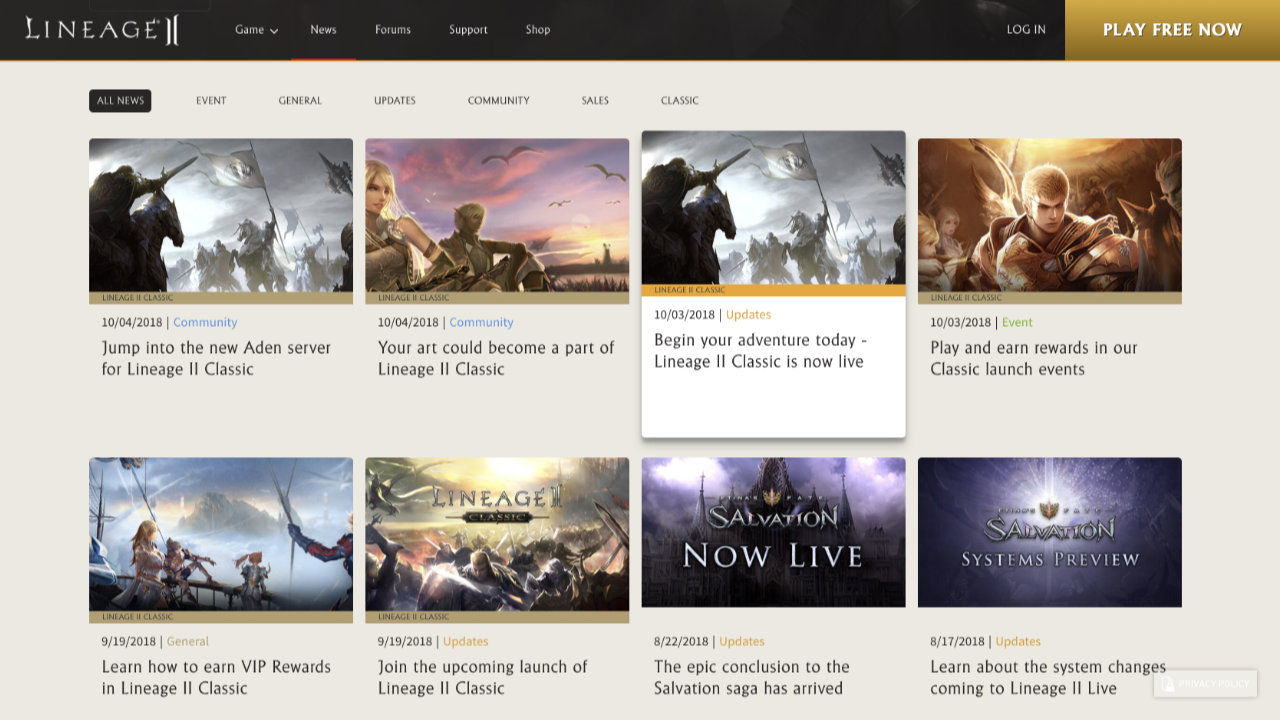 LINEAGE II
Game
News
Forums
Support
Shop
LOG IN
PLAY FREE NOW
ALL NEWS
EVENT
GENERAL
UPDATES
COMMUNITY
SALES
CLASSIC
LINEAGE II CLASSIC
10/04/2018 | Community
Jump into the new Aden server
for Lineage II Classic
LINEAGE II CLASSIC
10/04/2018 | Community
Your art could become a part of
Lineage II Classic
LINEAGE II CLASSIC
10/03/2018 | Updates
Begin your adventure today -
Lineage II Classic is now live
LINEAGE II CLASSIC
10/03/2018 | Event
Play and earn rewards in our
Classic launch events
LINEAGE II CLASSIC
9/19/2018 | General
Learn how to earn VIP Rewards
in Lineage II Classic
LINEAGE II
CLASSIC
LINEAGE II CLASSIC
9/19/2018 | Updates
Join the upcoming launch of
Lineage II Classic
SALVATION
NOW LIVE
8/22/2018 | Updates
The epic conclusion to the
Salvation saga has arrived
SALVATION
SYSTEMS PREVIEW
8/17/2018 | Updates
Learn about the system changes
coming to Lineage II Live
PRIVACY POLICY